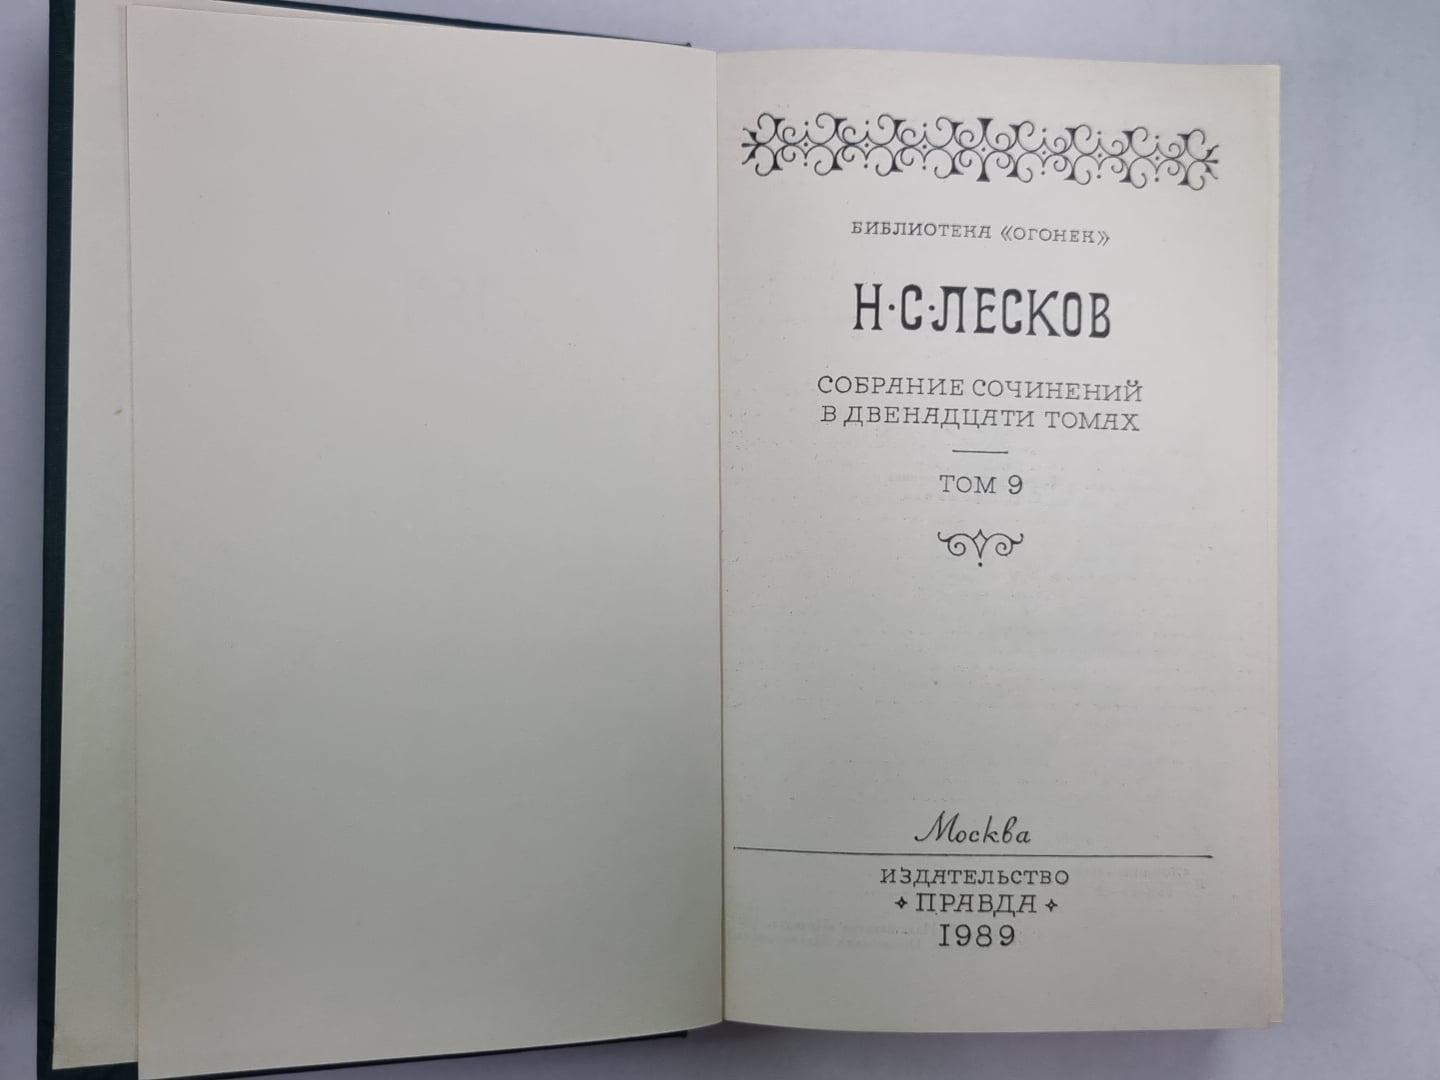 БИБЛИОТЕКА «ОГОНЕК»
Н·С·ЛЕСКОВ
СОБРАНИЕ СОЧИНЕНИЙ
В ДВЕНАДЦАТИ ТОМАХ
ТОМ 9
Москва
ИЗДАТЕЛЬСТВО
ПРАВДА
1989